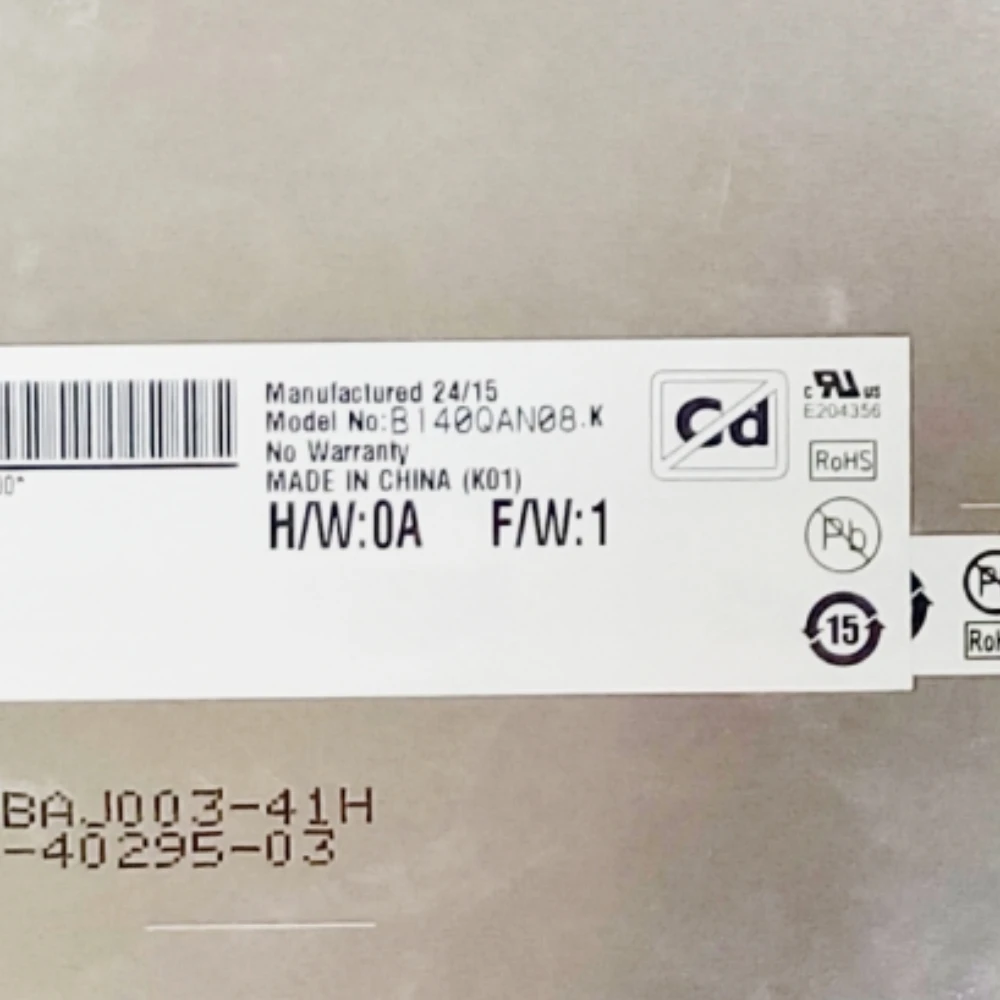 Manufactured 24/15
Model No:B140QAN08.K
No Warranty
MADE IN CHINA (K01)
H/W:0A F/W:1
Cd
c RU us
E204356
RoHS
Pb
15
BAJ003-41H
-40295-03